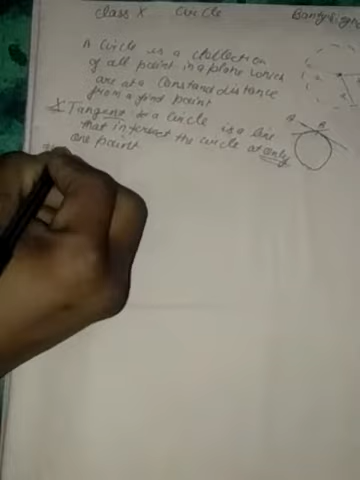 Class X Circle
A Circle is a Collection
of all point in a plane which
are at a Constand distance
from a fixed point
X Tangent to a Circle is a line
that intersect the circle at only
one point